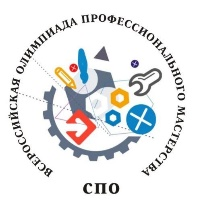 ВСЕРОССИЙСКАЯ ОЛИМПИАДА ПРОФЕССИОНАЛЬНОГО МАСТЕРСТВА
СПО